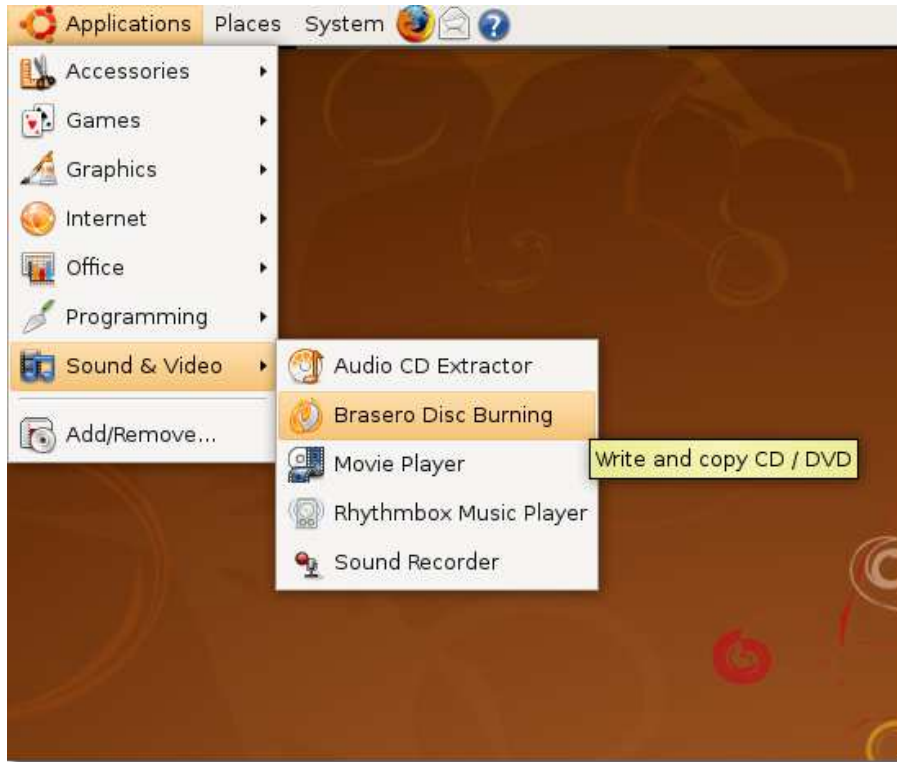 Applications Places System
Accessories
Games
Graphics
Internet
Office
Programming
Sound & Video
Add/Remove...
Audio CD Extractor
Brasero Disc Burning
Movie Player
Rhythmbox Music Player
Sound Recorder
Write and copy CD / DVD